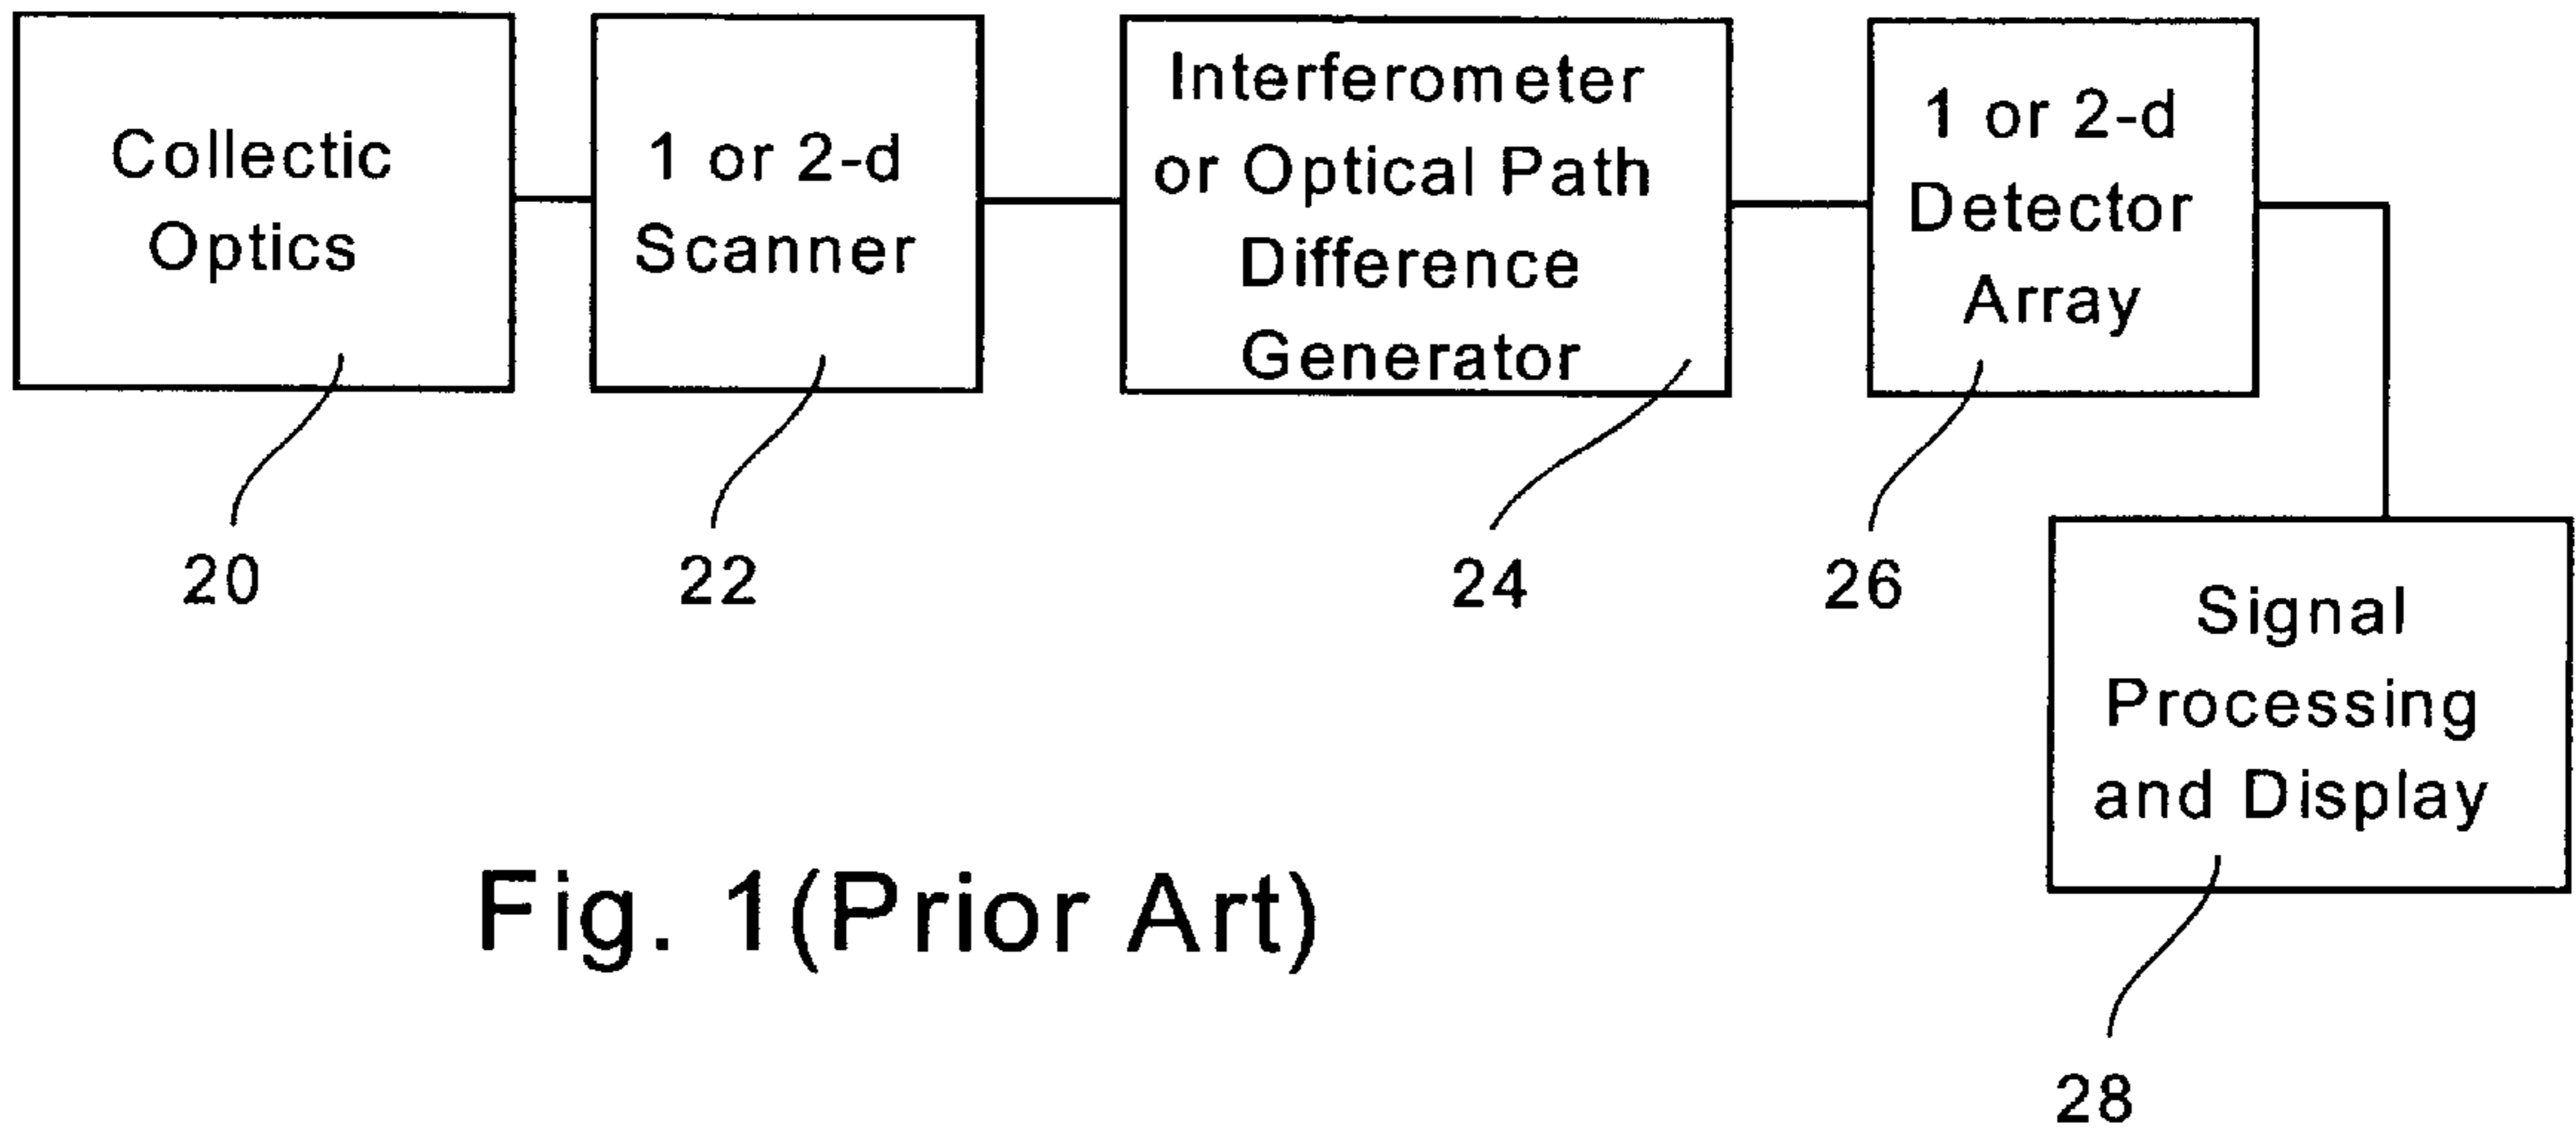 Collectic
Optics
20
1 or 2-d
Scanner
22
Interferometer
or Optical Path
Difference
Generator
24
1 or 2-d
Detector
Array
26
Signal
Processing
and Display
28
Fig. 1(Prior Art)